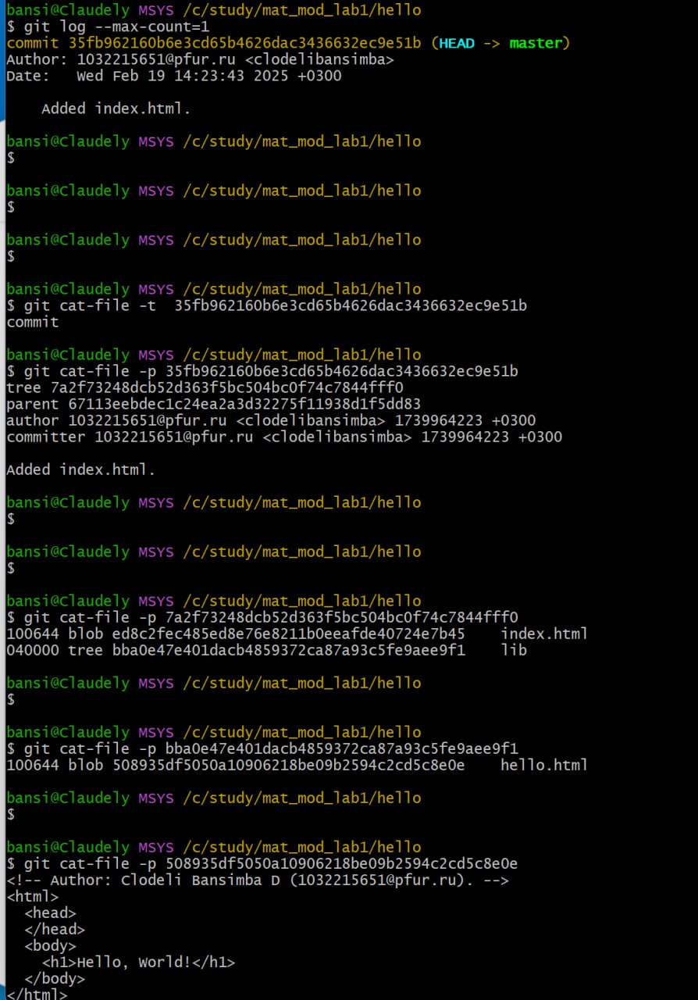 bansi@Claudely MSYS /c/study/mat_mod_lab1/hello
$ git log --max-count=1
commit 35fb962160b6e3cd65b4626dac3436632ec9e51b (HEAD -> master)
Author: 1032215651@pfur.ru <clodelibansimba>
Date:   Wed Feb 19 14:23:43 2025 +0300
    Added index.html.
bansi@Claudely MSYS /c/study/mat_mod_lab1/hello
$
bansi@Claudely MSYS /c/study/mat_mod_lab1/hello
$
bansi@Claudely MSYS /c/study/mat_mod_lab1/hello
$
bansi@Claudely MSYS /c/study/mat_mod_lab1/hello
$ git cat-file -t  35fb962160b6e3cd65b4626dac3436632ec9e51b
commit
bansi@Claudely MSYS /c/study/mat_mod_lab1/hello
$ git cat-file -p 35fb962160b6e3cd65b4626dac3436632ec9e51b
tree 7a2f73248dcb52d363f5bc504bc0f74c7844fff0
parent 67113eebdec1c24ea2a3d32275f11938d1f5dd83
author 1032215651@pfur.ru <clodelibansimba> 1739964223 +0300
committer 1032215651@pfur.ru <clodelibansimba> 1739964223 +0300
Added index.html.
bansi@Claudely MSYS /c/study/mat_mod_lab1/hello
$
bansi@Claudely MSYS /c/study/mat_mod_lab1/hello
$
bansi@Claudely MSYS /c/study/mat_mod_lab1/hello
$ git cat-file -p 7a2f73248dcb52d363f5bc504bc0f74c7844fff0
100644 blob ed8c2fec485ed8e76e8211b0eeafde40724e7b45    index.html
040000 tree bba0e47e401dacb4859372ca87a93c5fe9aee9f1    lib
bansi@Claudely MSYS /c/study/mat_mod_lab1/hello
$
bansi@Claudely MSYS /c/study/mat_mod_lab1/hello
$ git cat-file -p bba0e47e401dacb4859372ca87a93c5fe9aee9f1
100644 blob 508935df5050a10906218be09b2594c2cd5c8e0e    hello.html
bansi@Claudely MSYS /c/study/mat_mod_lab1/hello
$
bansi@Claudely MSYS /c/study/mat_mod_lab1/hello
$ git cat-file -p 508935df5050a10906218be09b2594c2cd5c8e0e
<!-- Author: Clodeli Bansimba D (1032215651@pfur.ru). -->
<html>
  <head>
  </head>
  <body>
    <h1>Hello, World!</h1>
  </body>
</html>